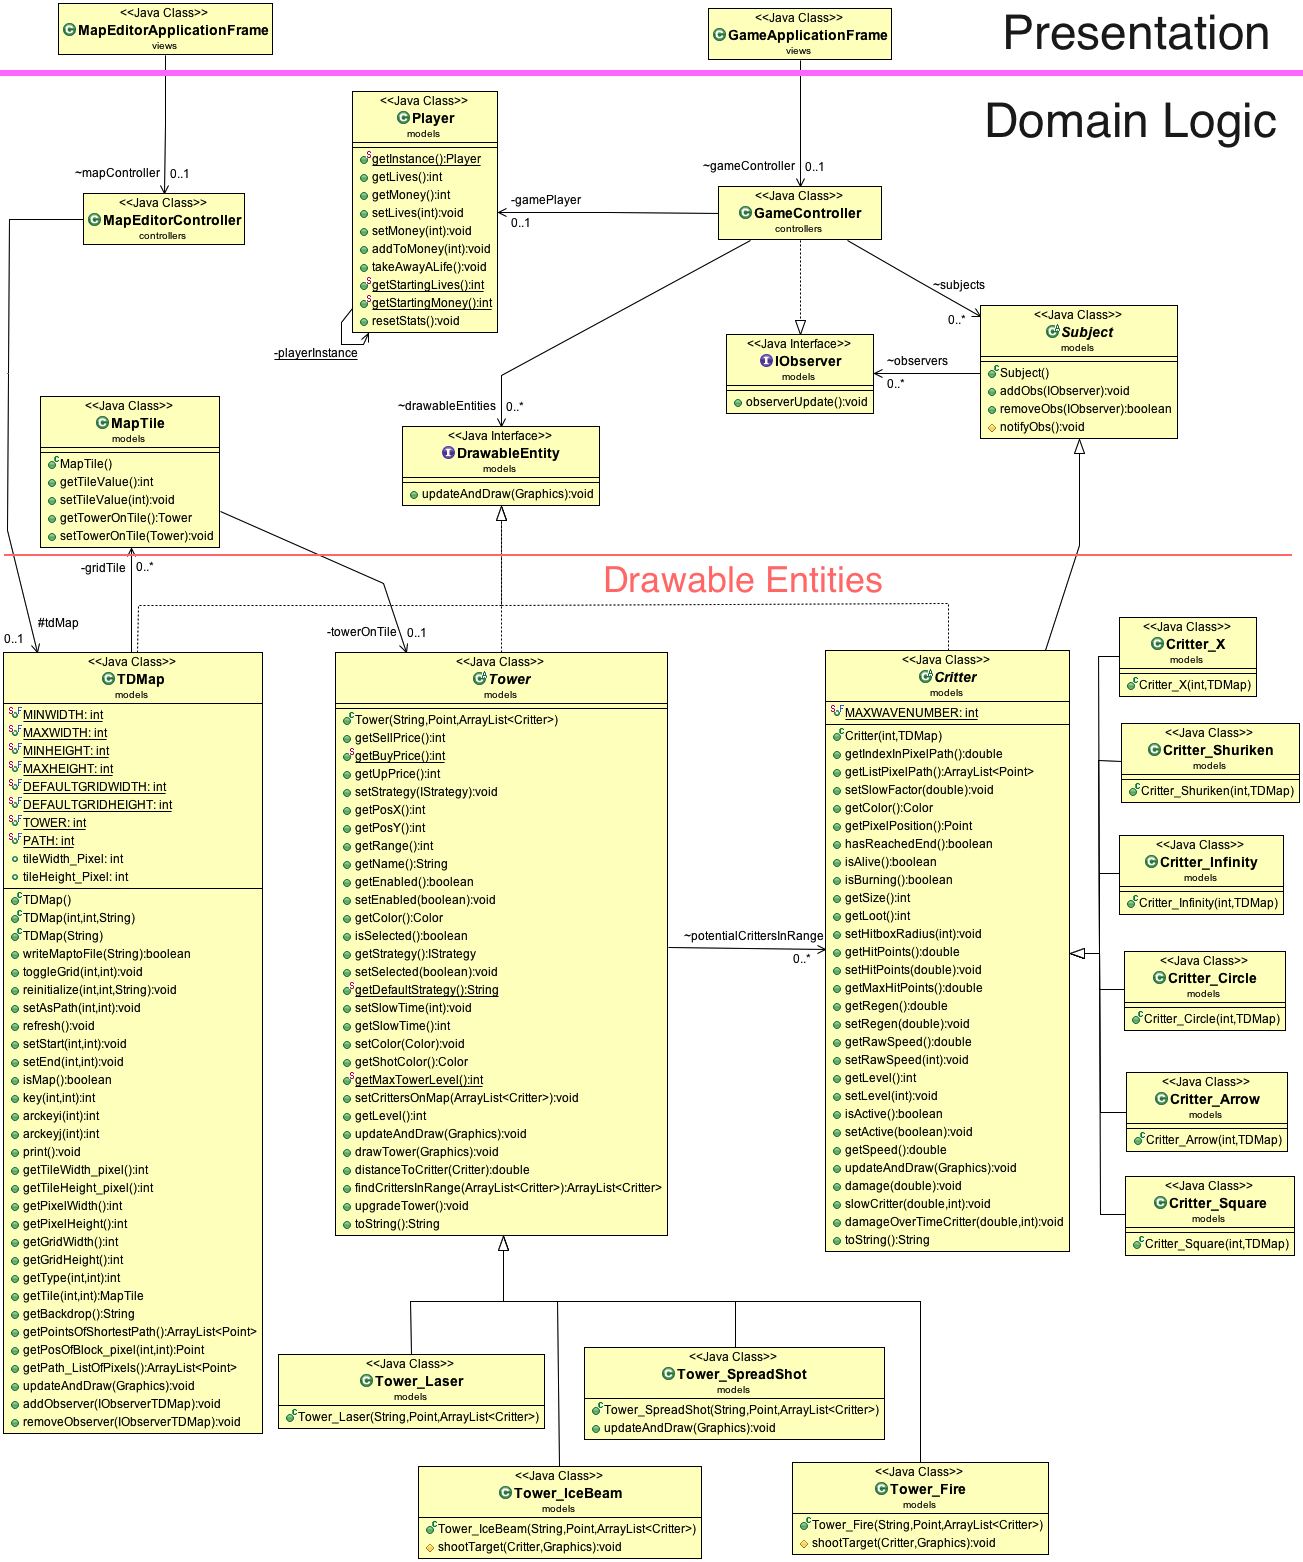 <<Java Class>>
MapEditorApplicationFrame
views
<<Java Class>>
GameApplicationFrame
views
Presentation
Domain Logic
~mapController
0..1
~gameController
0..1
<<Java Class>>
Player
models
getInstance():Player
getLives():int
getMoney():int
setLives(int):void
setMoney(int):void
addToMoney(int):void
takeAwayALife():void
getStartingLives():int
getStartingMoney():int
resetStats():void
-playerInstance
<<Java Class>>
MapEditorController
controllers
-gamePlayer
0..1
<<Java Class>>
GameController
controllers
~subjects
0..*
<<Java Class>>
Subject
models
Subject()
addObs(IObserver):void
removeObs(IObserver):boolean
notifyObs():void
<<Java Interface>>
IObserver
models
observerUpdate():void
~observers
0..*
~drawableEntities
0..*
<<Java Interface>>
DrawableEntity
models
updateAndDraw(Graphics):void
<<Java Class>>
MapTile
models
MapTile()
getTileValue():int
setTileValue(int):void
getTowerOnTile():Tower
setTowerOnTile(Tower):void
-gridTile
0..*
Drawable Entities
#tdMap
0..1
-towerOnTile
0..1
<<Java Class>>
TDMap
models
MINWIDTH: int
MAXWIDTH: int
MINHEIGHT: int
MAXHEIGHT: int
DEFAULTGRIDWIDTH: int
DEFAULTGRIDHEIGHT: int
TOWER: int
PATH: int
tileWidth_Pixel: int
tileHeight_Pixel: int
TDMap()
TDMap(int,int,String)
TDMap(String)
writeMaptoFile(String):boolean
toggleGrid(int,int):void
reinitialize(int,int,String):void
setAsPath(int,int):void
refresh():void
setStart(int,int):void
setEnd(int,int):void
isMap():boolean
key(int,int):int
arckeyi(int):int
arckeyj(int):int
print():void
getTileWidth_pixel():int
getTileHeight_pixel():int
getPixelWidth():int
getPixelHeight():int
getGridWidth():int
getGridHeight():int
getType(int,int):int
getTile(int,int):MapTile
getBackdrop():String
getPointsOfShortestPath():ArrayList<Point>
getPosOfBlock_pixel(int,int):Point
getPath_ListOfPixels():ArrayList<Point>
updateAndDraw(Graphics):void
addObserver(IObserverTDMap):void
removeObserver(IObserverTDMap):void
<<Java Class>>
Tower
models
Tower(String,Point,ArrayList<Critter>)
getSellPrice():int
getBuyPrice():int
getUpPrice():int
setStrategy(IStrategy):void
getPosX():int
getPosY():int
getRange():int
getName():String
getEnabled():boolean
setEnabled(boolean):void
getColor():Color
isSelected():boolean
getStrategy():IStrategy
setSelected(boolean):void
getDefaultStrategy():String
setSlowTime(int):void
getSlowTime():int
setColor(Color):void
getShotColor():Color
getMaxTowerLevel():int
setCrittersOnMap(ArrayList<Critter>):void
getLevel():int
updateAndDraw(Graphics):void
drawTower(Graphics):void
distanceToCritter(Critter):double
findCrittersInRange(ArrayList<Critter>):ArrayList<Critter>
upgradeTower():void
toString():String
~potentialCrittersInRange
0..*
<<Java Class>>
Critter
models
MAXWAVENUMBER: int
Critter(int,TDMap)
getIndexInPixelPath():double
getListPixelPath():ArrayList<Point>
setSlowFactor(double):void
getColor():Color
getPixelPosition():Point
hasReachedEnd():boolean
isAlive():boolean
isBurning():boolean
getSize():int
getLoot():int
setHitboxRadius(int):void
getHitPoints():double
setHitPoints(double):void
getMaxHitPoints():double
getRegen():double
setRegen(double):void
getRawSpeed():double
setRawSpeed(int):void
getLevel():int
setLevel(int):void
isActive():boolean
setActive(boolean):void
getSpeed():double
updateAndDraw(Graphics):void
damage(double):void
slowCritter(double,int):void
damageOverTimeCritter(double,int):void
toString():String
<<Java Class>>
Critter_X
models
Critter_X(int,TDMap)
<<Java Class>>
Critter_Shuriken
models
Critter_Shuriken(int,TDMap)
<<Java Class>>
Critter_Infinity
models
Critter_Infinity(int,TDMap)
<<Java Class>>
Critter_Circle
models
Critter_Circle(int,TDMap)
<<Java Class>>
Critter_Arrow
models
Critter_Arrow(int,TDMap)
<<Java Class>>
Critter_Square
models
Critter_Square(int,TDMap)
<<Java Class>>
Tower_Laser
models
Tower_Laser(String,Point,ArrayList<Critter>)
<<Java Class>>
Tower_SpreadShot
models
Tower_SpreadShot(String,Point,ArrayList<Critter>)
updateAndDraw(Graphics):void
<<Java Class>>
Tower_IceBeam
models
Tower_IceBeam(String,Point,ArrayList<Critter>)
shootTarget(Critter,Graphics):void
<<Java Class>>
Tower_Fire
models
Tower_Fire(String,Point,ArrayList<Critter>)
shootTarget(Critter,Graphics):void